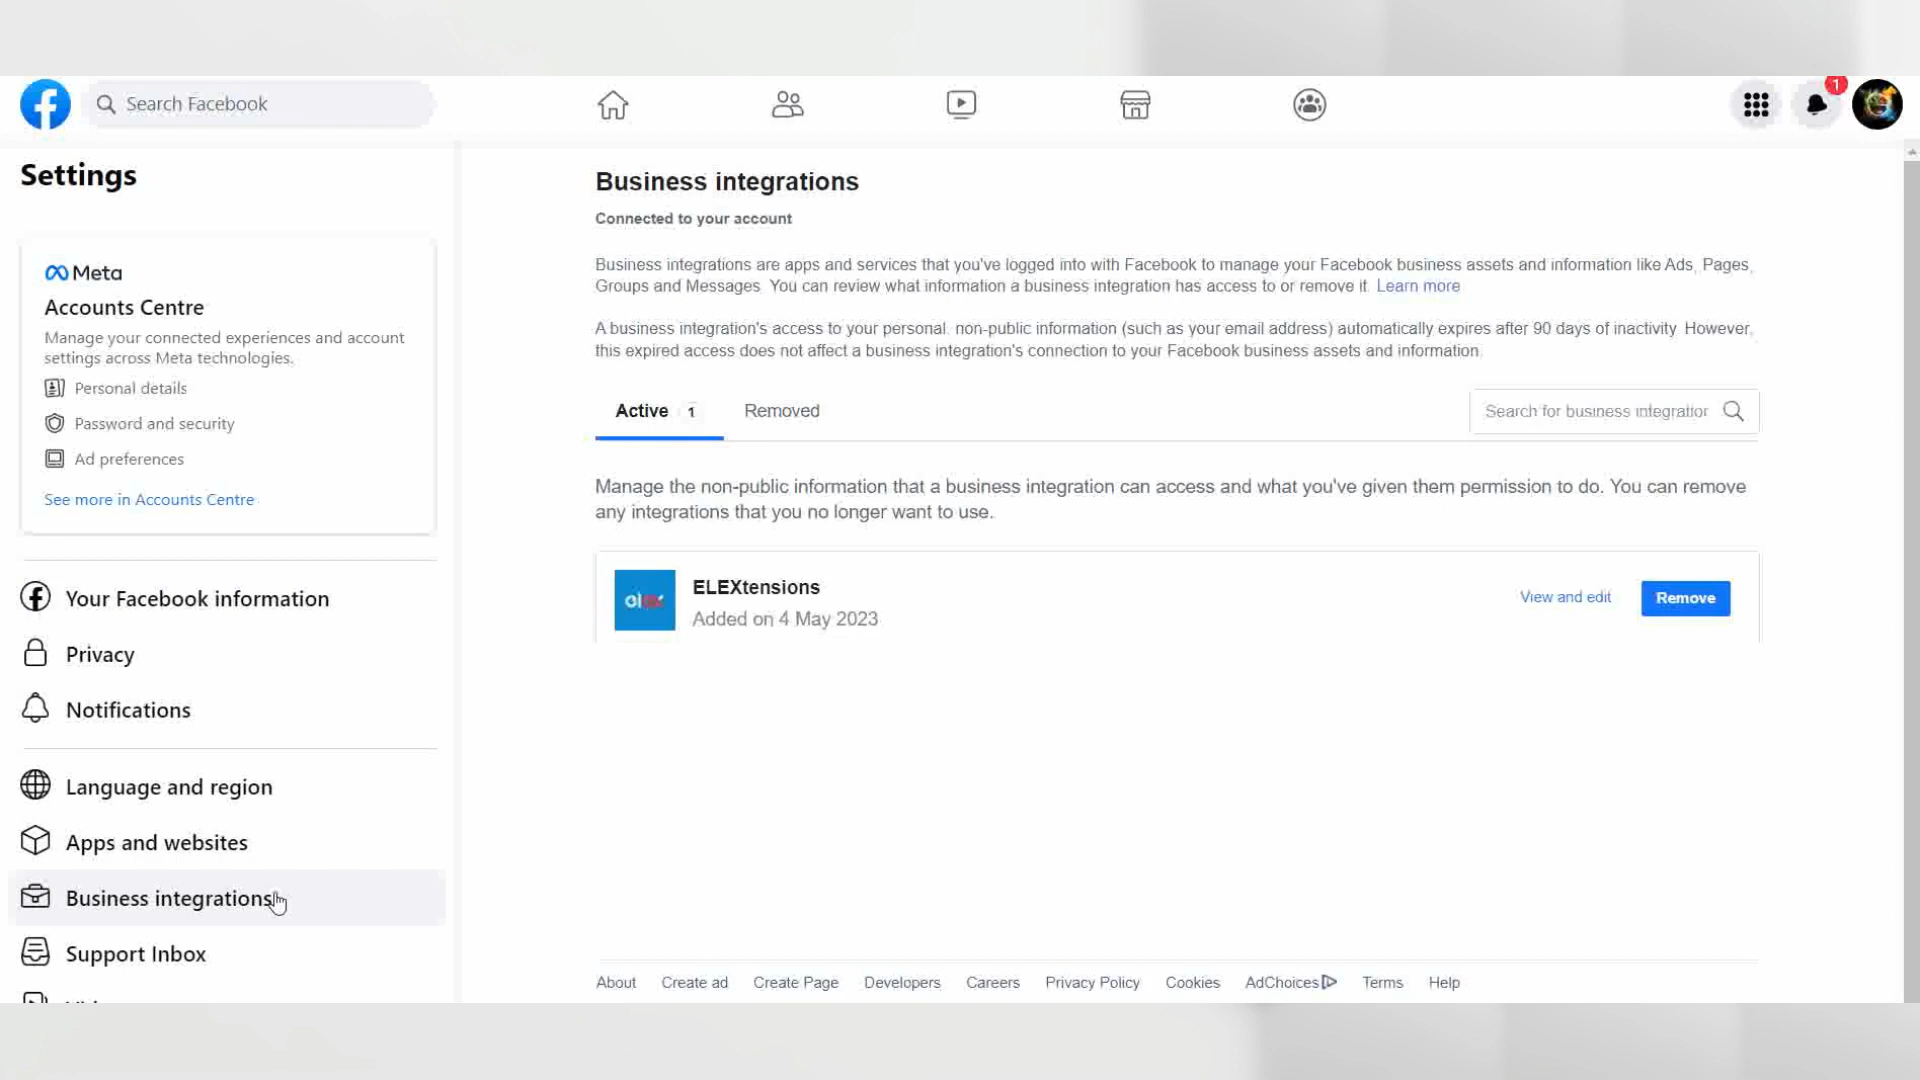 Search Facebook
1
Settings
Meta
Accounts Centre
Manage your connected experiences and account
settings across Meta technologies.
Personal details
Password and security
Ad preferences
See more in Accounts Centre
Your Facebook information
Privacy
Notifications
Language and region
Apps and websites
Business integrations
Support Inbox
Business integrations
Connected to your account
Business integrations are apps and services that you've logged into with Facebook to manage your Facebook business assets and information like Ads, Pages,
Groups and Messages. You can review what information a business integration has access to or remove it. Learn more
A business integration's access to your personal, non-public information (such as your email address) automatically expires after 90 days of inactivity. However,
this expired access does not affect a business integration's connection to your Facebook business assets and information.
Active 1 Removed
Search for business integration
Manage the non-public information that a business integration can access and what you've given them permission to do. You can remove
any integrations that you no longer want to use.
ELEXtensions
Added on 4 May 2023
View and edit
Remove
About Create ad Create Page Developers Careers Privacy Policy Cookies AdChoices Terms Help